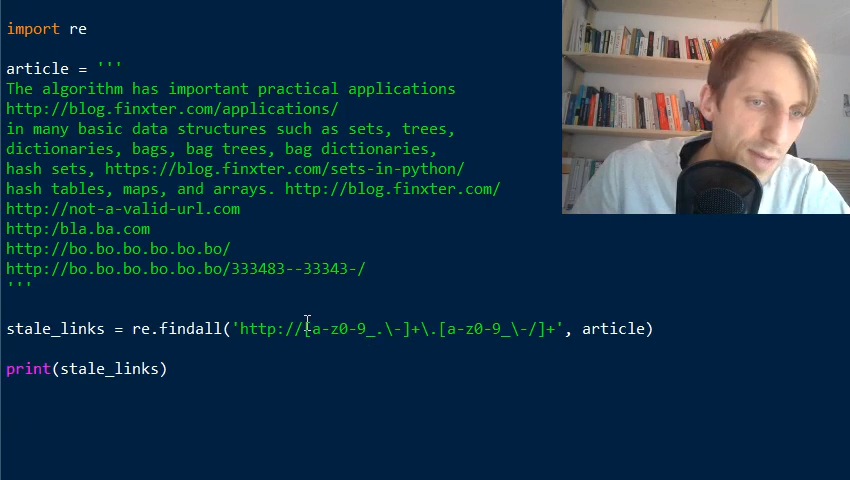 import re
article = '''
The algorithm has important practical applications
http://blog.finxter.com/applications/
in many basic data structures such as sets, trees,
dictionaries, bags, bag trees, bag dictionaries,
hash sets, https://blog.finxter.com/sets-in-python/
hash tables, maps, and arrays. http://blog.finxter.com/
http://not-a-valid-url.com
http:/bla.ba.com
http://bo.bo.bo.bo.bo.bo/
http://bo.bo.bo.bo.bo.bo/333483--33343-/
'''
stale_links = re.findall('http://[a-z0-9_.\-]+\.[a-z0-9_\-/]+', article)
print(stale_links)